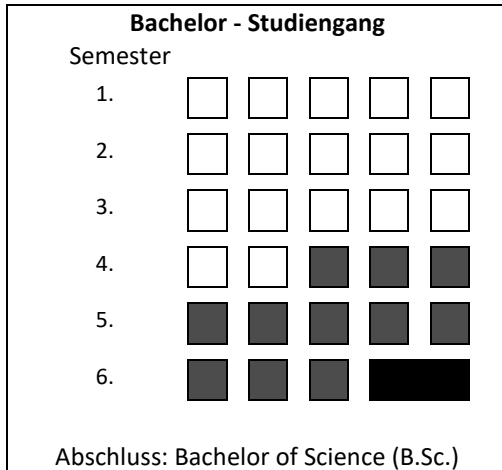 Bachelor - Studiengang
Semester
1.
2.
3.
4.
5.
6.
Abschluss: Bachelor of Science (B.Sc.)